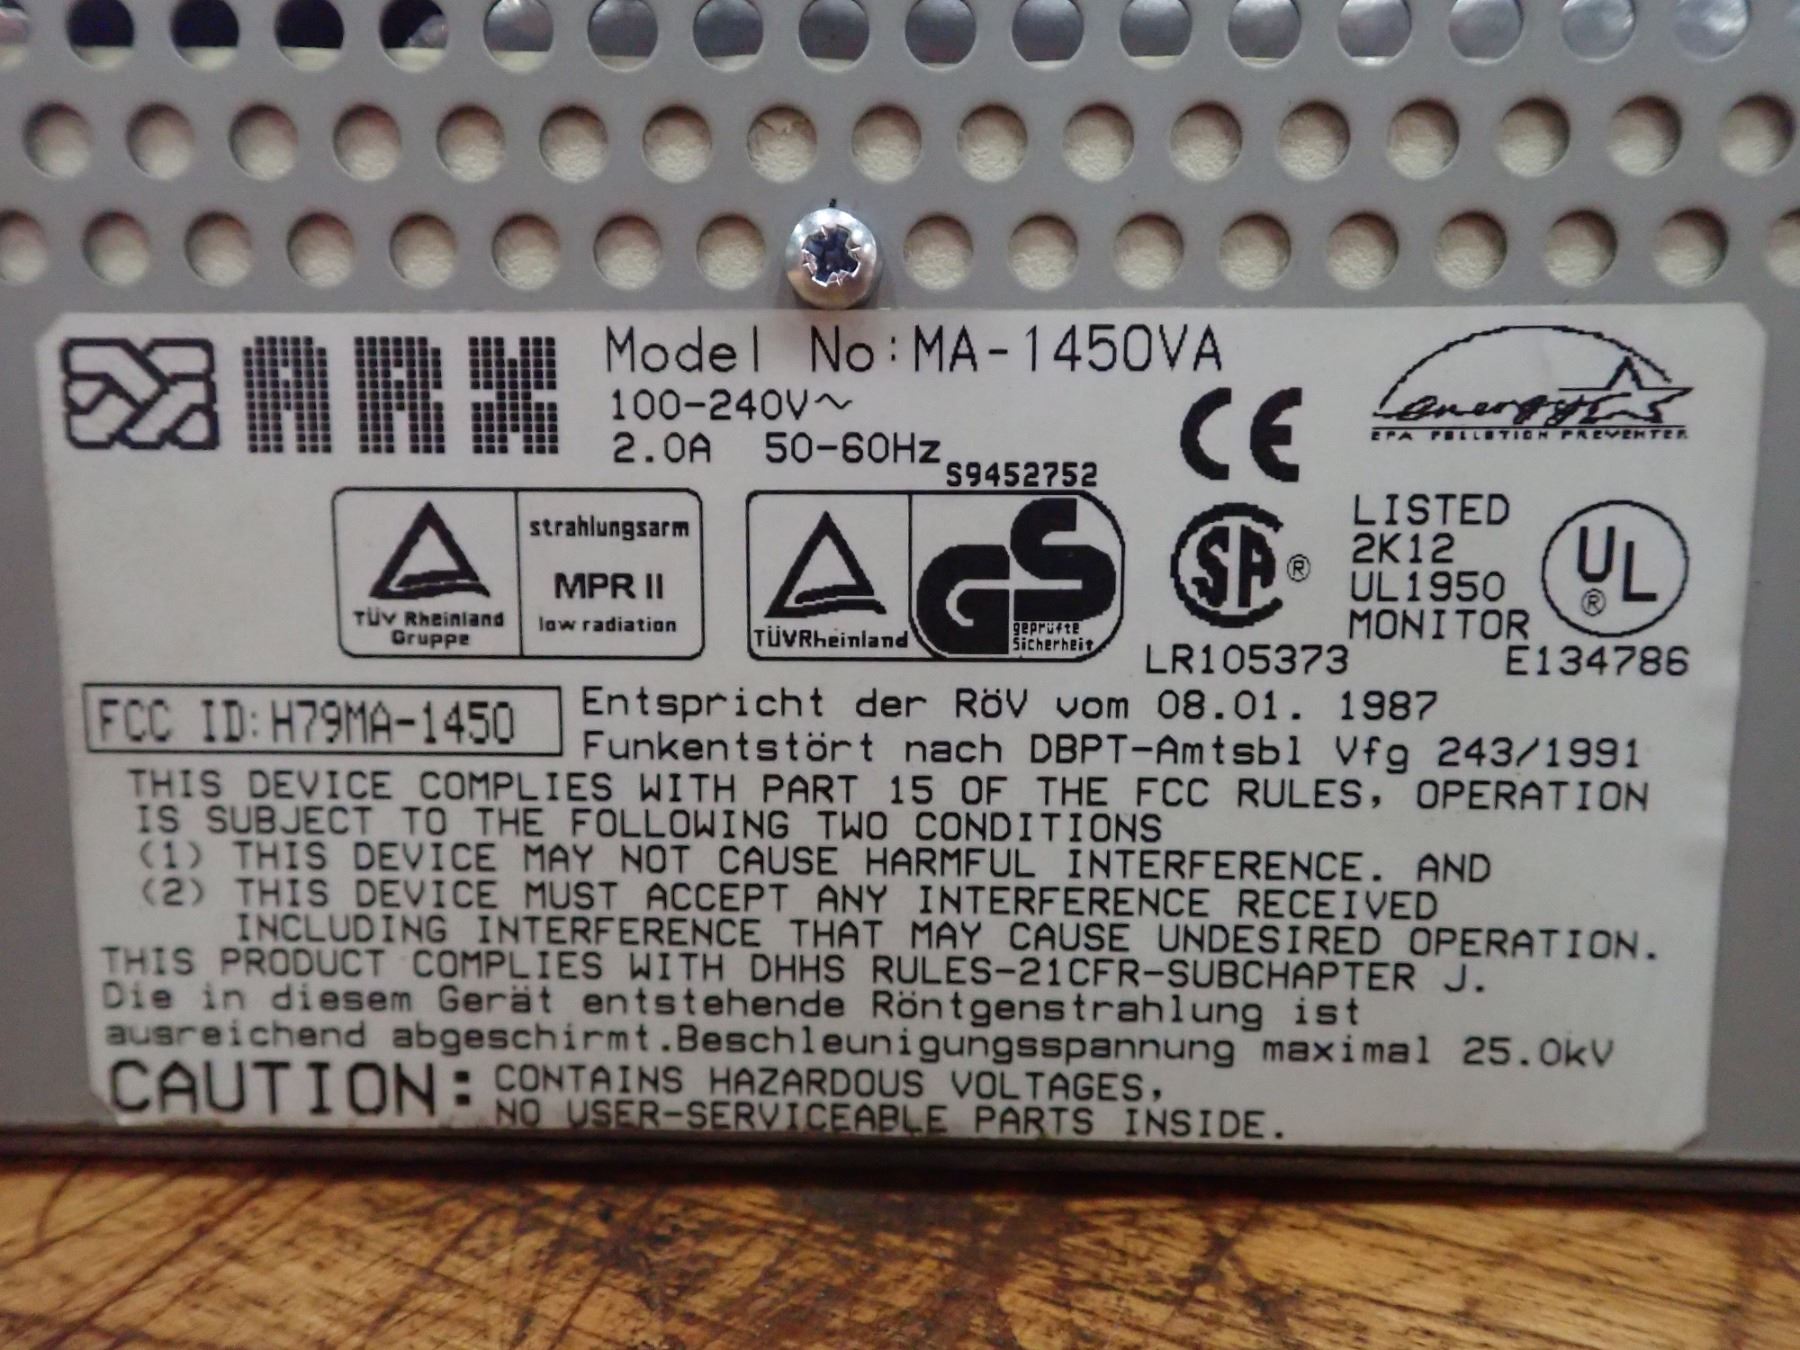 ARX
Model No:MA-1450VA
100-240V~
2.0A 50-60Hz
CE
energy
EPA POLLUTION PREVENTER
TÜV Rheinland
Gruppe
strahlungsarm
MPR II
low radiation
S9452752
TÜVRheinland
GS
geprüfte
Sicherheit
SA ®
LR105373
LISTED
2K12
UL1950
MONITOR
UL ®
E134786
FCC ID:H79MA-1450
Entspricht der RöV vom 08.01. 1987
Funkentstört nach DBPT-Amtsbl Vfg 243/1991
THIS DEVICE COMPLIES WITH PART 15 OF THE FCC RULES, OPERATION
IS SUBJECT TO THE FOLLOWING TWO CONDITIONS
(1) THIS DEVICE MAY NOT CAUSE HARMFUL INTERFERENCE. AND
(2) THIS DEVICE MUST ACCEPT ANY INTERFERENCE RECEIVED
INCLUDING INTERFERENCE THAT MAY CAUSE UNDESIRED OPERATION.
THIS PRODUCT COMPLIES WITH DHHS RULES-21CFR-SUBCHAPTER J.
Die in diesem Gerät entstehende Röntgenstrahlung ist
ausreichend abgeschirmt.Beschleunigungsspannung maximal 25.0kV
CAUTION: CONTAINS HAZARDOUS VOLTAGES,
NO USER-SERVICEABLE PARTS INSIDE.